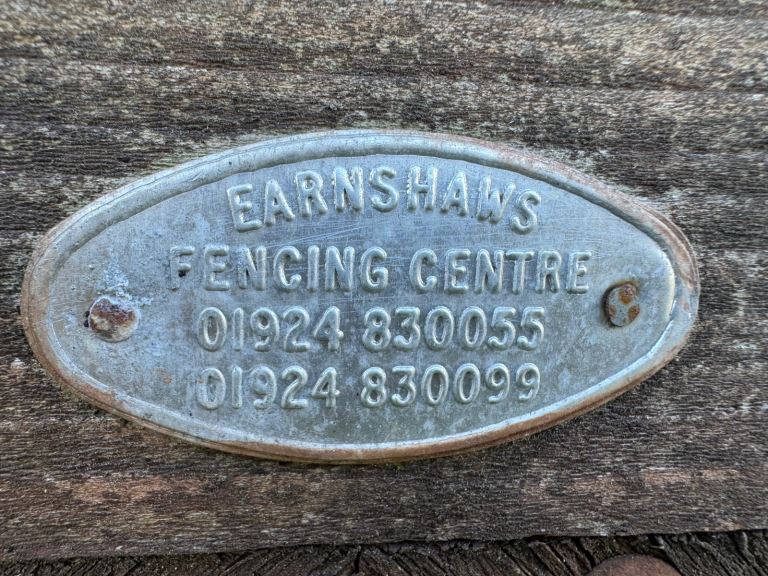 EARNSHAWS
FENCING CENTRE
01924 830055
01924 830099